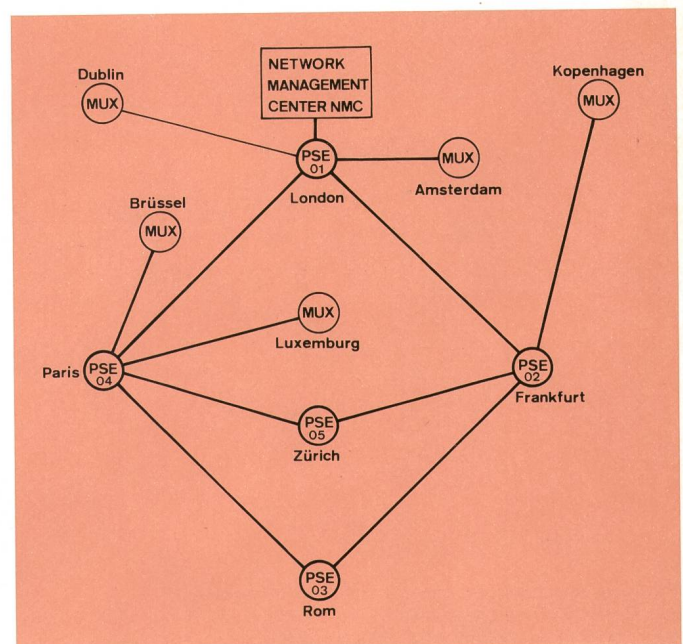 NETWORK
MANAGEMENT
CENTER NMC
Dublin
MUX
Kopenhagen
MUX
PSE
01
London
MUX
Amsterdam
Brüssel
MUX
MUX
Luxemburg
Paris
PSE
04
PSE
02
Frankfurt
PSE
05
Zürich
PSE
03
Rom